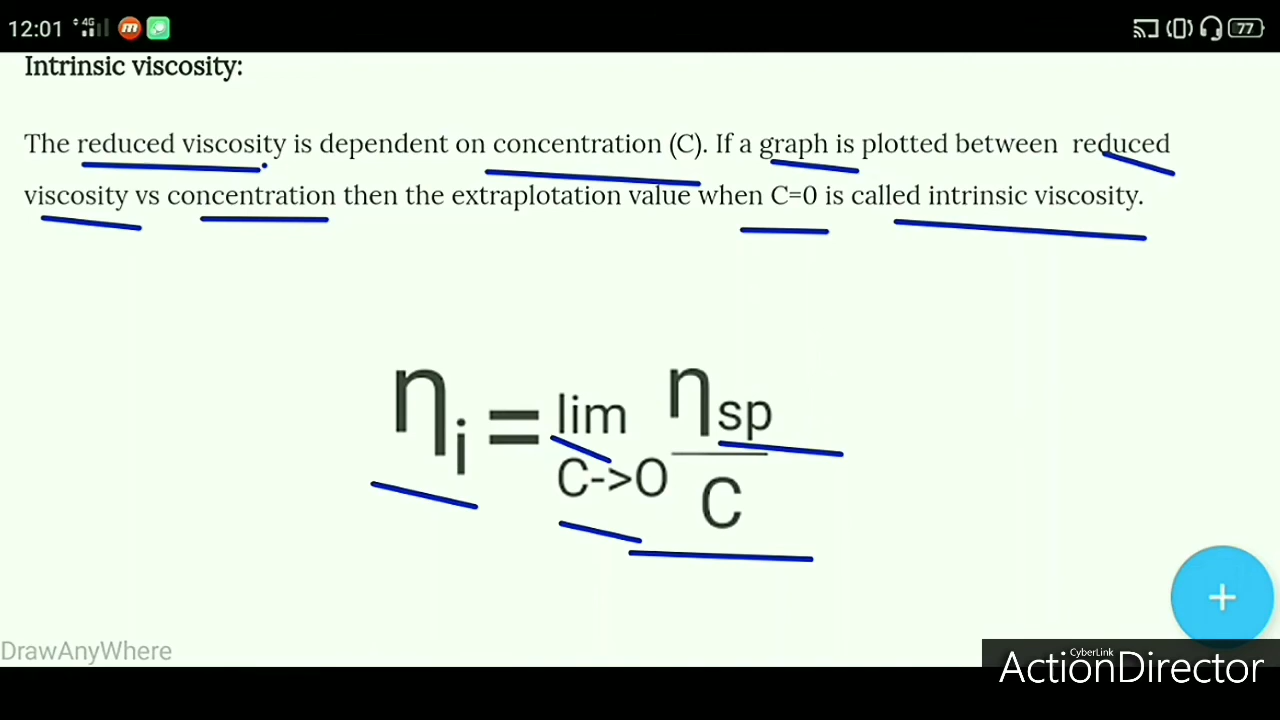 12:01 4G m 77
Intrinsic viscosity:
The reduced viscosity is dependent on concentration (C). If a graph is plotted between reduced
viscosity vs concentration then the extraplotation value when C=0 is called intrinsic viscosity.
ηi = lim ηsp
C->O C
+
DrawAnyWhere
CyberLink
ActionDirector